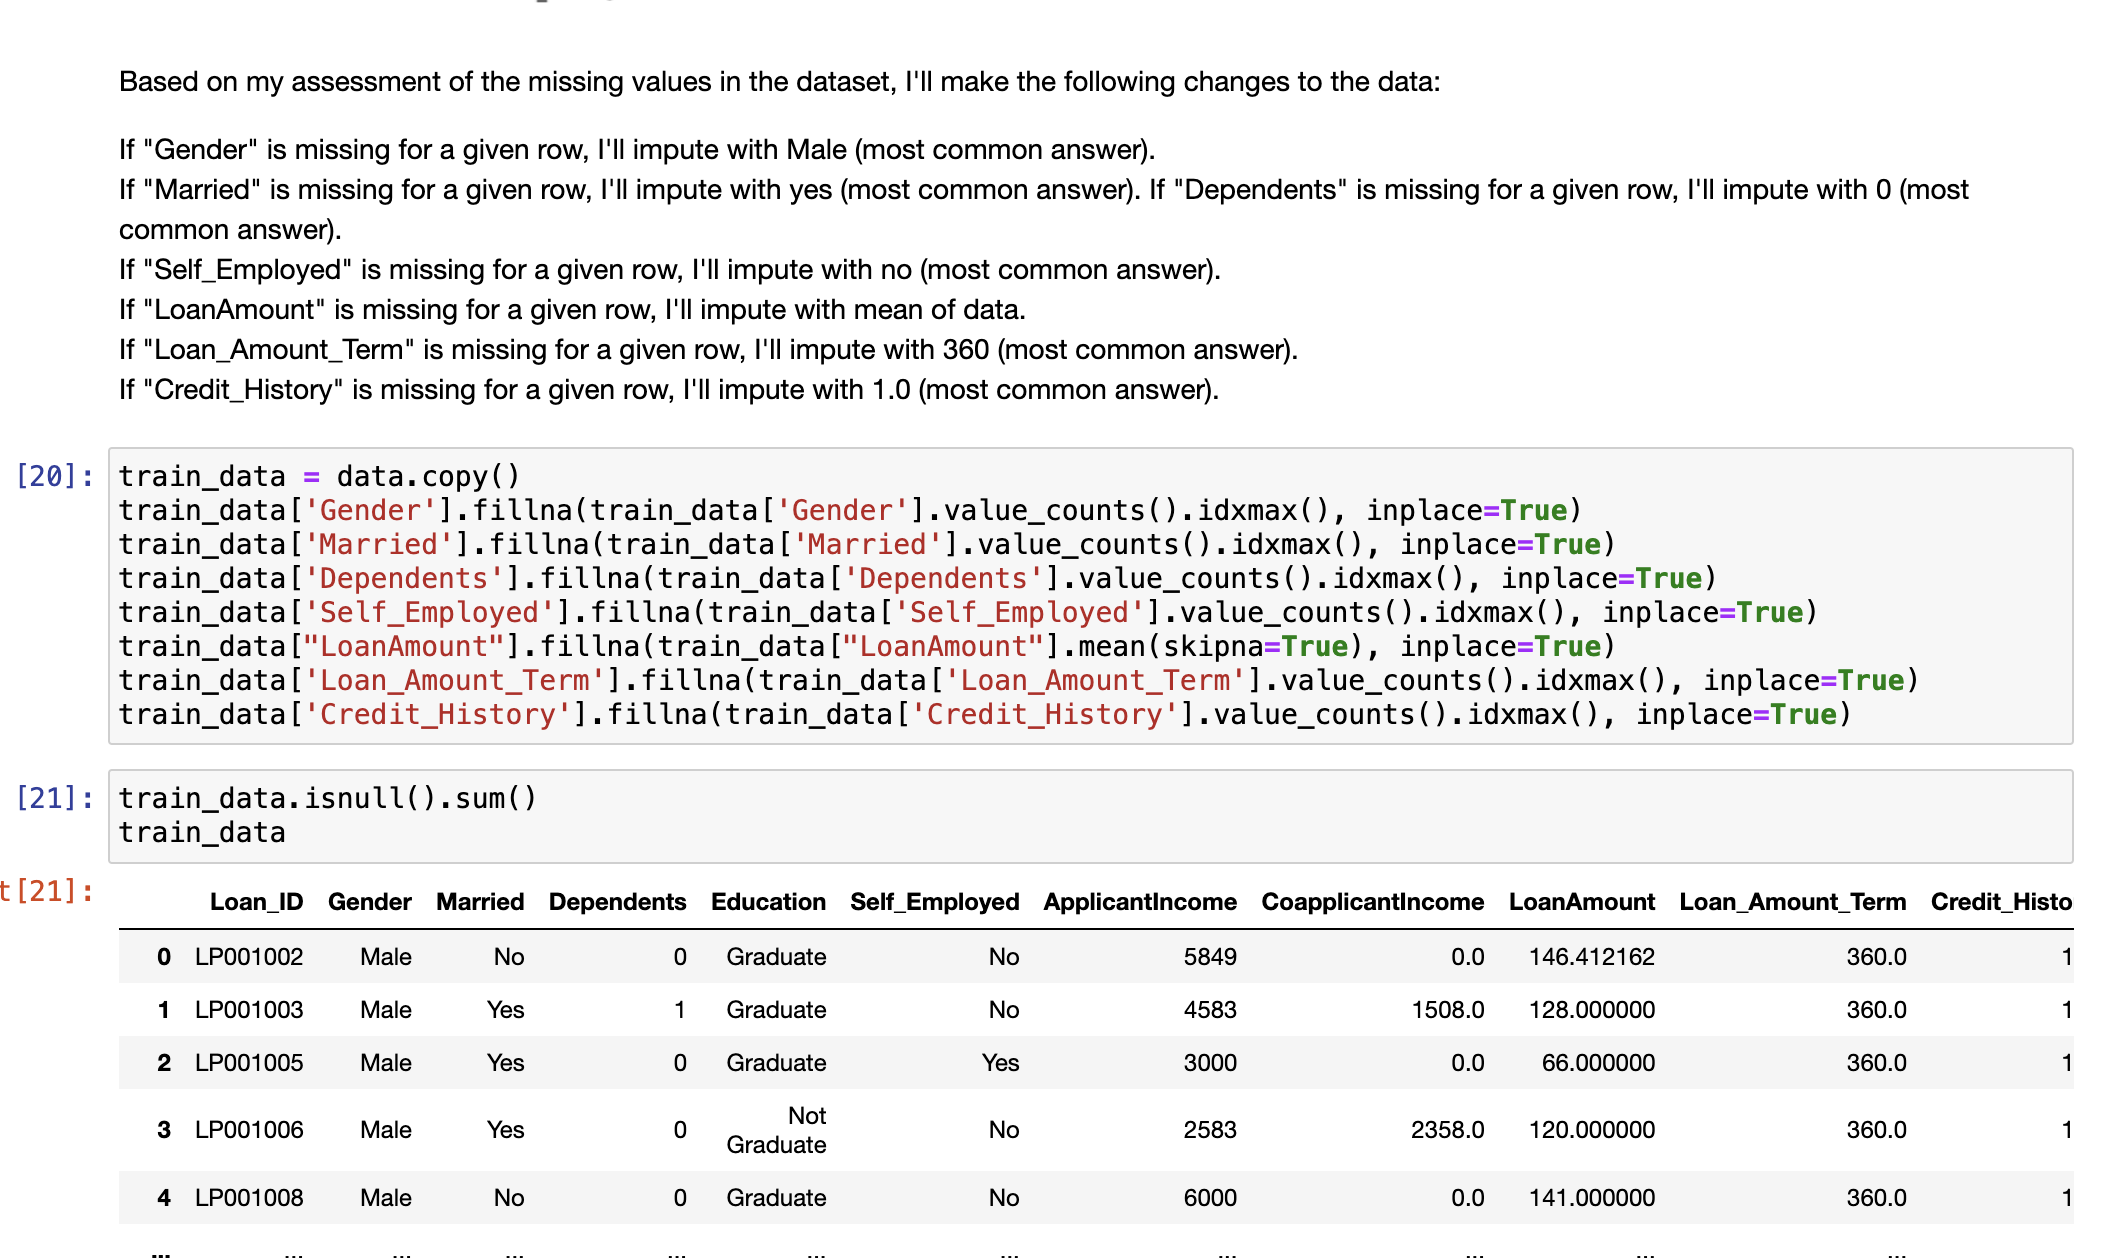 Based on my assessment of the missing values in the dataset, I'll make the following changes to the data:
If "Gender" is missing for a given row, I'll impute with Male (most common answer).
If "Married" is missing for a given row, I'll impute with yes (most common answer). If "Dependents" is missing for a given row, I'll impute with 0 (most
common answer).
If "Self_Employed" is missing for a given row, I'll impute with no (most common answer).
If "LoanAmount" is missing for a given row, I'll impute with mean of data.
If "Loan_Amount_Term" is missing for a given row, I'll impute with 360 (most common answer).
If "Credit_History" is missing for a given row, I'll impute with 1.0 (most common answer).
[20]: train_data = data.copy()
train_data['Gender'].fillna(train_data['Gender'].value_counts().idxmax(), inplace=True)
train_data['Married'].fillna(train_data['Married'].value_counts().idxmax(), inplace=True)
train_data['Dependents'].fillna(train_data['Dependents'].value_counts().idxmax(), inplace=True)
train_data['Self_Employed'].fillna(train_data['Self_Employed'].value_counts().idxmax(), inplace=True)
train_data["LoanAmount"].fillna(train_data["LoanAmount"].mean(skipna=True), inplace=True)
train_data['Loan_Amount_Term'].fillna(train_data['Loan_Amount_Term'].value_counts().idxmax(), inplace=True)
train_data['Credit_History'].fillna(train_data['Credit_History'].value_counts().idxmax(), inplace=True)
[21]: train_data.isnull().sum()
train_data
t[21]:
Loan_ID Gender Married Dependents Education Self_Employed ApplicantIncome CoapplicantIncome LoanAmount Loan_Amount_Term Credit_Histo
0 LP001002 Male No 0 Graduate No 5849 0.0 146.412162 360.0 1
1 LP001003 Male Yes 1 Graduate No 4583 1508.0 128.000000 360.0 1
2 LP001005 Male Yes 0 Graduate Yes 3000 0.0 66.000000 360.0 1
3 LP001006 Male Yes 0 Not Graduate No 2583 2358.0 120.000000 360.0 1
4 LP001008 Male No 0 Graduate No 6000 0.0 141.000000 360.0 1
... ... ... ... ... ... ... ... ... ... ...